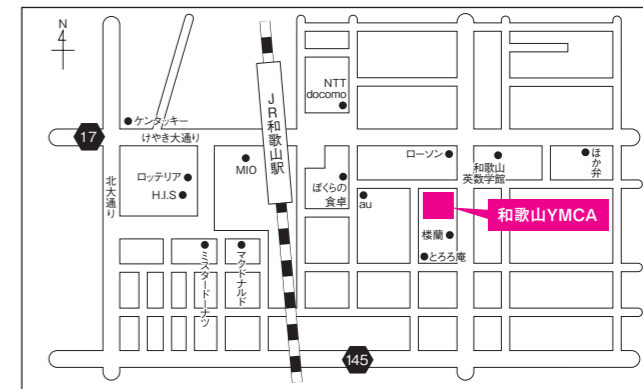 N
NTT
docomo
ケンタッキー
17
けやき大通り
JR和歌山駅
ローソン
和歌山
英数学館
ほか弁
MIO
ロッテリア
H.I.S
北大通り
ぼくらの
食卓
au
和歌山YMCA
楼蘭
とろろ庵
ミスタードーナツ
マクドナルド
145